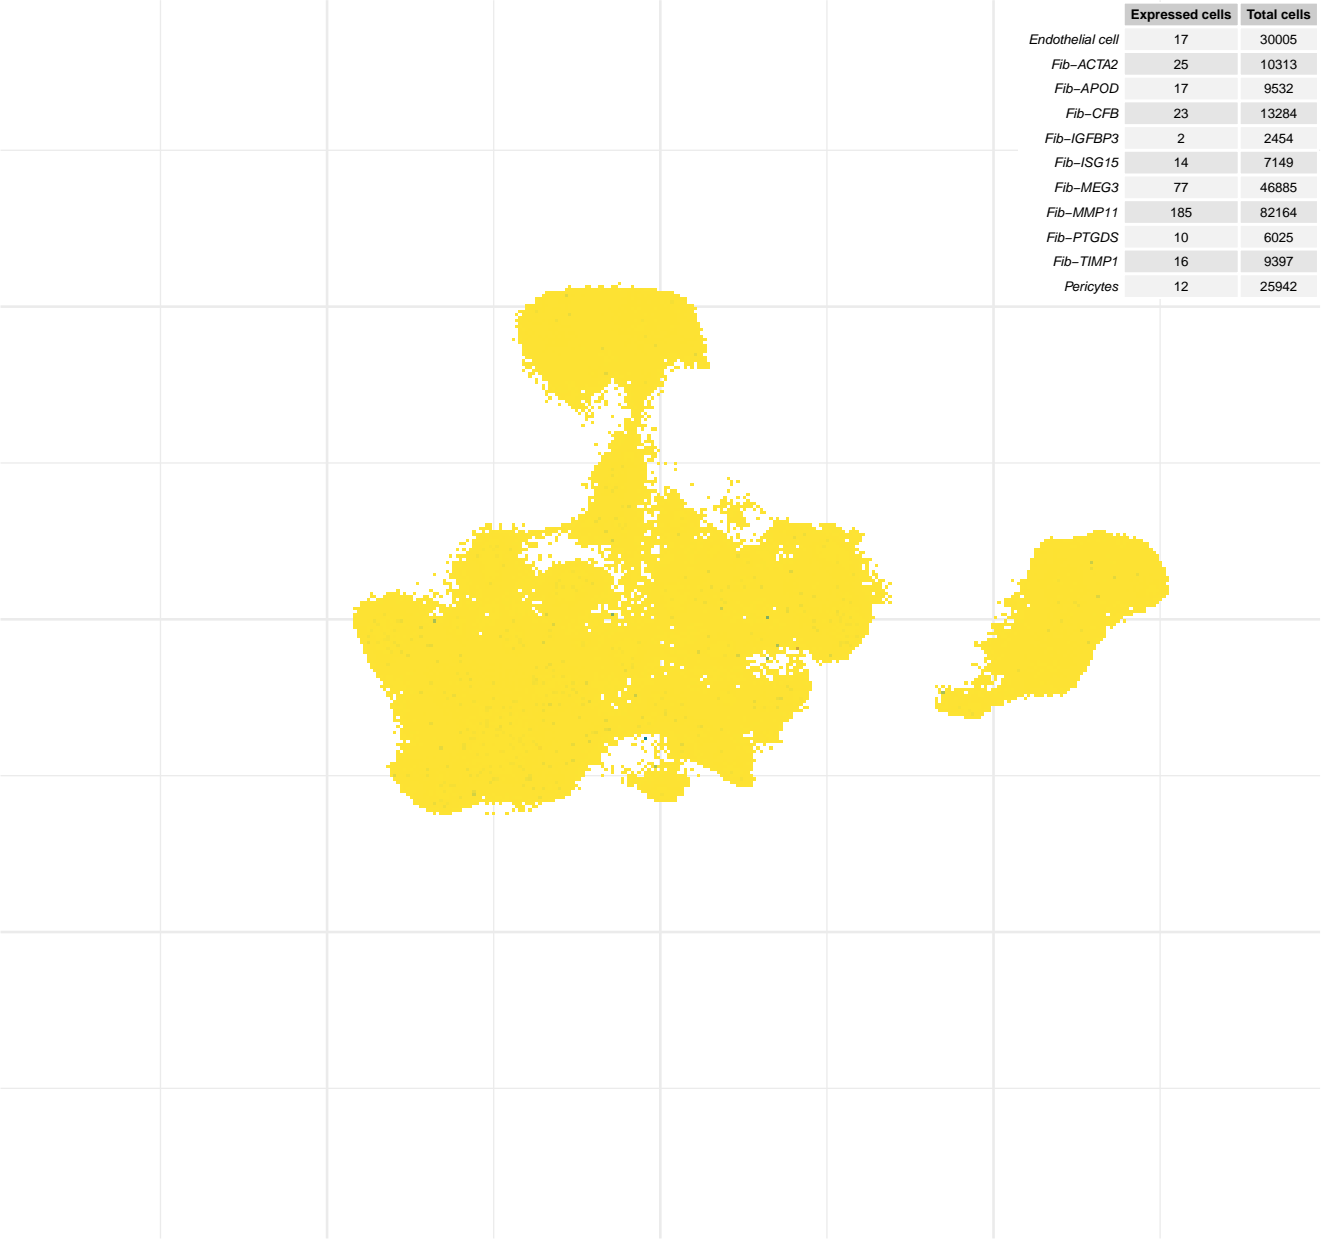 Expressed cells Total cells
Endothelial cell 17 30005
Fib−ACTA2 25 10313
Fib−APOD 17 9532
Fib−CFB 23 13284
Fib−IGFBP3 2 2454
Fib−ISG15 14 7149
Fib−MEG3 77 46885
Fib−MMP11 185 82164
Fib−PTGDS 10 6025
Fib−TIMP1 16 9397
Pericytes 12 25942